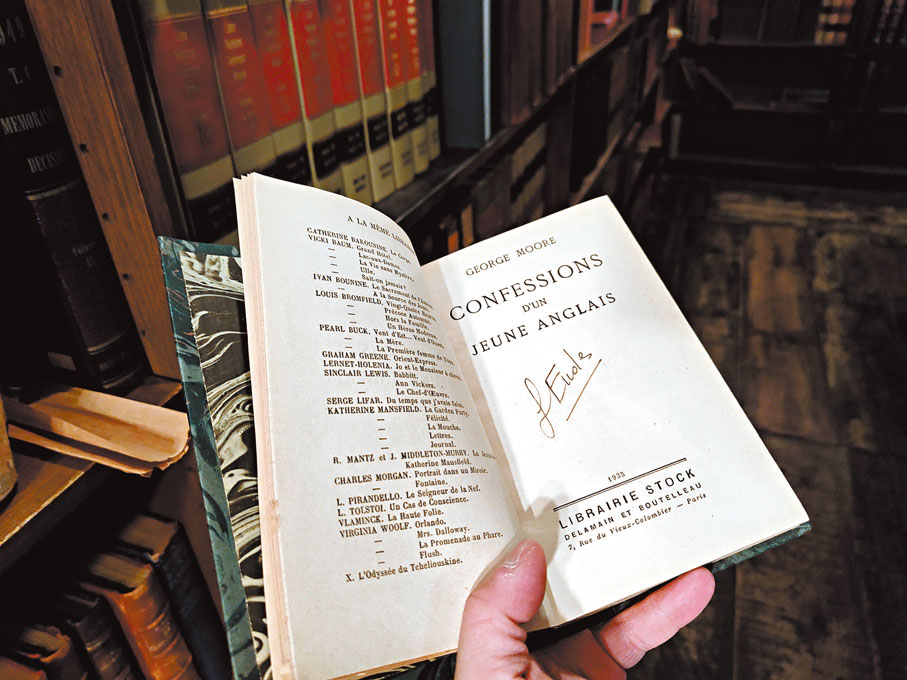 T. C.
MEMORAN
DECISIO
A LA MÊME LIBRAI
CATHERINE BAKOUNINE. Le Corps.
VICKI BAUM. Grand Hôtel.
— Lac-aux-Dames.
— La Vie sans Mystère.
— Ulle.
— Sait-on jamais?
IVAN BOUNINE. Le Sacrement de l'Amour.
— A la Source des Jours.
LOUIS BROMFIELD. Vingt-Quatre Heures.
— Précoce Automne.
— Hors la Famille.
— Un Héros Moderne.
PEARL BUCK. Vent d'Est... Vent d'Ouest.
— La Mère.
— La Première femme de Yuan.
GRAHAM GREENE. Orient-Express.
LERNET-HOLENIA. Jo et le Monsieur à cheval.
SINCLAIR LEWIS. Babbitt.
— Ann Vickers.
— Le Chef-d'Œuvre.
SERGE LIFAR. Du temps que j'avais faim.
KATHERINE MANSFIELD. La Garden Party.
— Félicité.
— La Mouche.
— Lettres.
— Journal.
R. MANTZ et J. MIDDLETON-MURRY. La Jeunesse
Katherine Mansfield.
CHARLES MORGAN. Portrait dans un Miroir.
— Fontaine.
L. PIRANDELLO. Le Seigneur de la Nef.
L. TOLSTOI. Un Cas de Conscience.
VLAMINCK. La Haute Folie.
VIRGINIA WOOLF. Orlando.
— Mrs. Dalloway.
— La Promenade au Phare.
— Flush.
X. L'Odyssée du Tcheliouskine.
GEORGE MOORE
CONFESSIONS
D'UN
JEUNE ANGLAIS
1935
LIBRAIRIE STOCK
DELAMAIN ET BOUTELLEAU
7, Rue du Vieux-Colombier — Paris